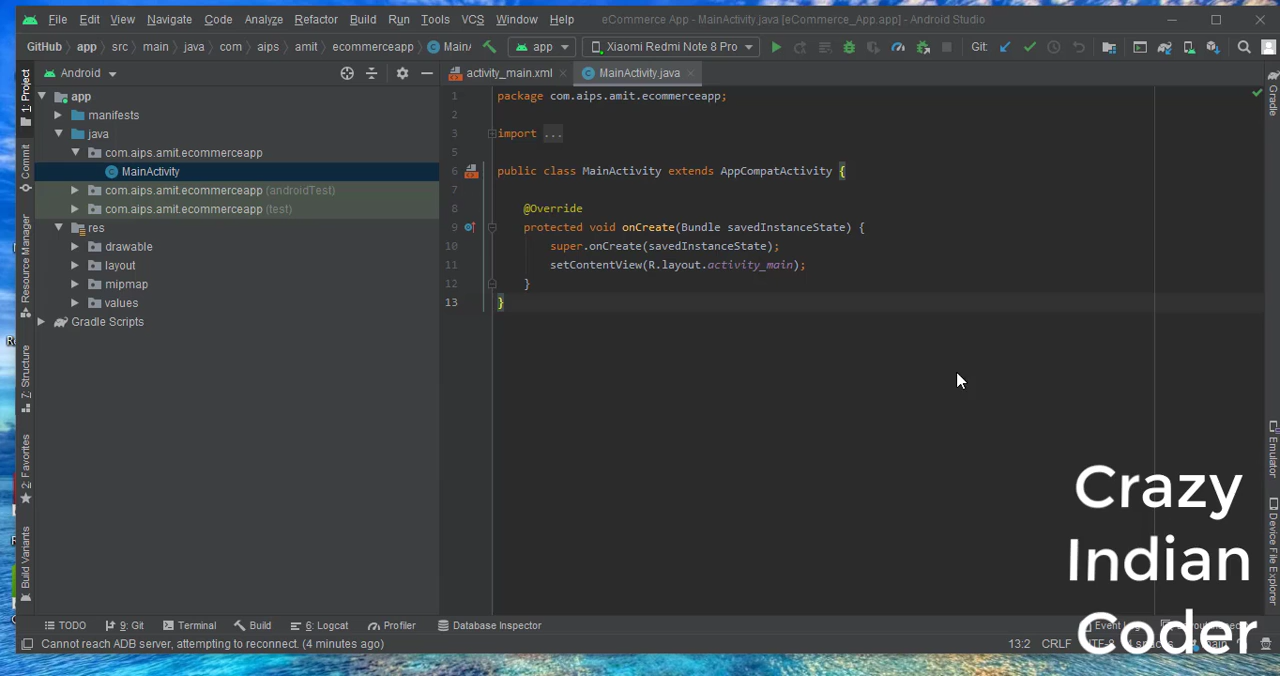 File Edit View Navigate Code Analyze Refactor Build Run Tools VCS Window Help eCommerce App - MainActivity.java [eCommerce_App.app] - Android Studio
GitHub app src main java com aips amit ecommerceapp Main app Xiaomi Redmi Note 8 Pro Git:
Android activity_main.xml MainActivity.java
1: Project
Commit
Resource Manager
7: Structure
2: Favorites
Build Variants
app
manifests
java
com.aips.amit.ecommerceapp
MainActivity
com.aips.amit.ecommerceapp (androidTest)
com.aips.amit.ecommerceapp (test)
res
drawable
layout
mipmap
values
Gradle Scripts
1 package com.aips.amit.ecommerceapp;
2
3 import ...
5
6 public class MainActivity extends AppCompatActivity {
7
8 @Override
9 protected void onCreate(Bundle savedInstanceState) {
10 super.onCreate(savedInstanceState);
11 setContentView(R.layout.activity_main);
12 }
13 }
Gradle
Emulator
Device File Explorer
Crazy
Indian
Coder
TODO 9: Git Terminal Build 6: Logcat Profiler Database Inspector
Cannot reach ADB server, attempting to reconnect. (4 minutes ago) 13:2 CRLF